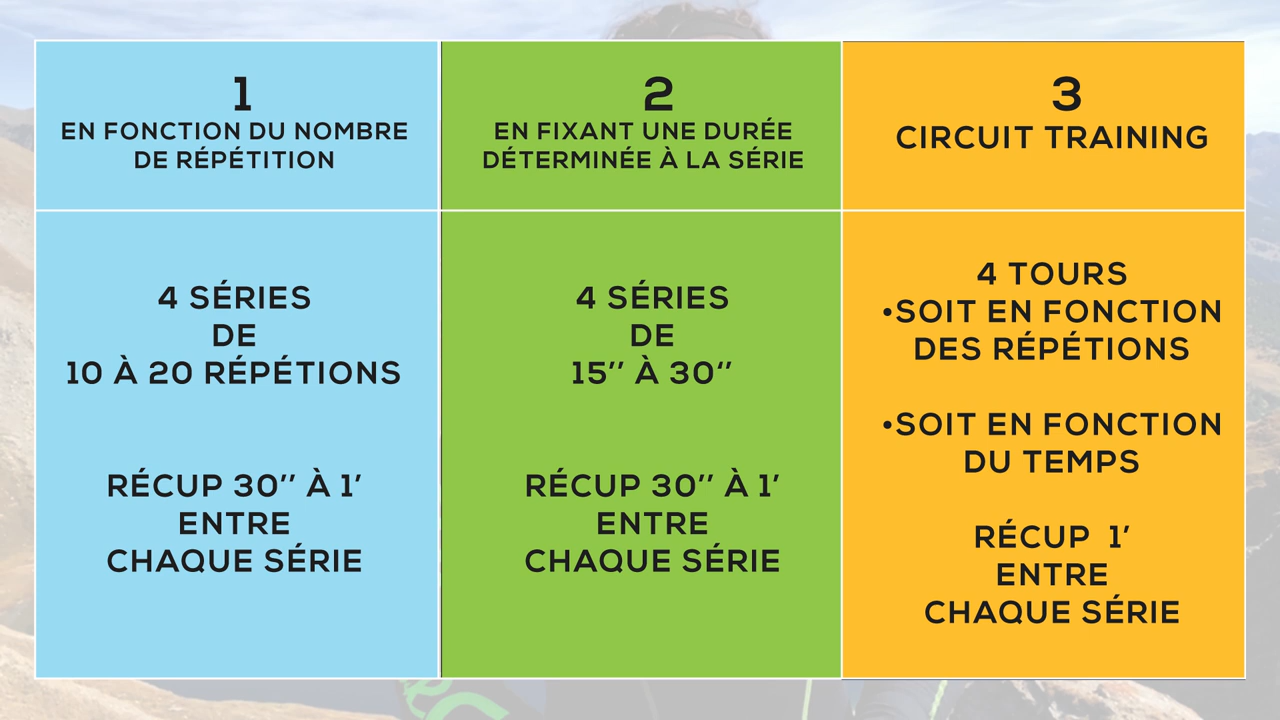 1
EN FONCTION DU NOMBRE
DE RÉPÉTITION
4 SÉRIES
DE
10 À 20 RÉPÉTIONS
RÉCUP 30’’ À 1’
ENTRE
CHAQUE SÉRIE
2
EN FIXANT UNE DURÉE
DÉTERMINÉE À LA SÉRIE
4 SÉRIES
DE
15’’ À 30’’
RÉCUP 30’’ À 1’
ENTRE
CHAQUE SÉRIE
3
CIRCUIT TRAINING
4 TOURS
•SOIT EN FONCTION
DES RÉPÉTIONS
•SOIT EN FONCTION
DU TEMPS
RÉCUP 1’
ENTRE
CHAQUE SÉRIE